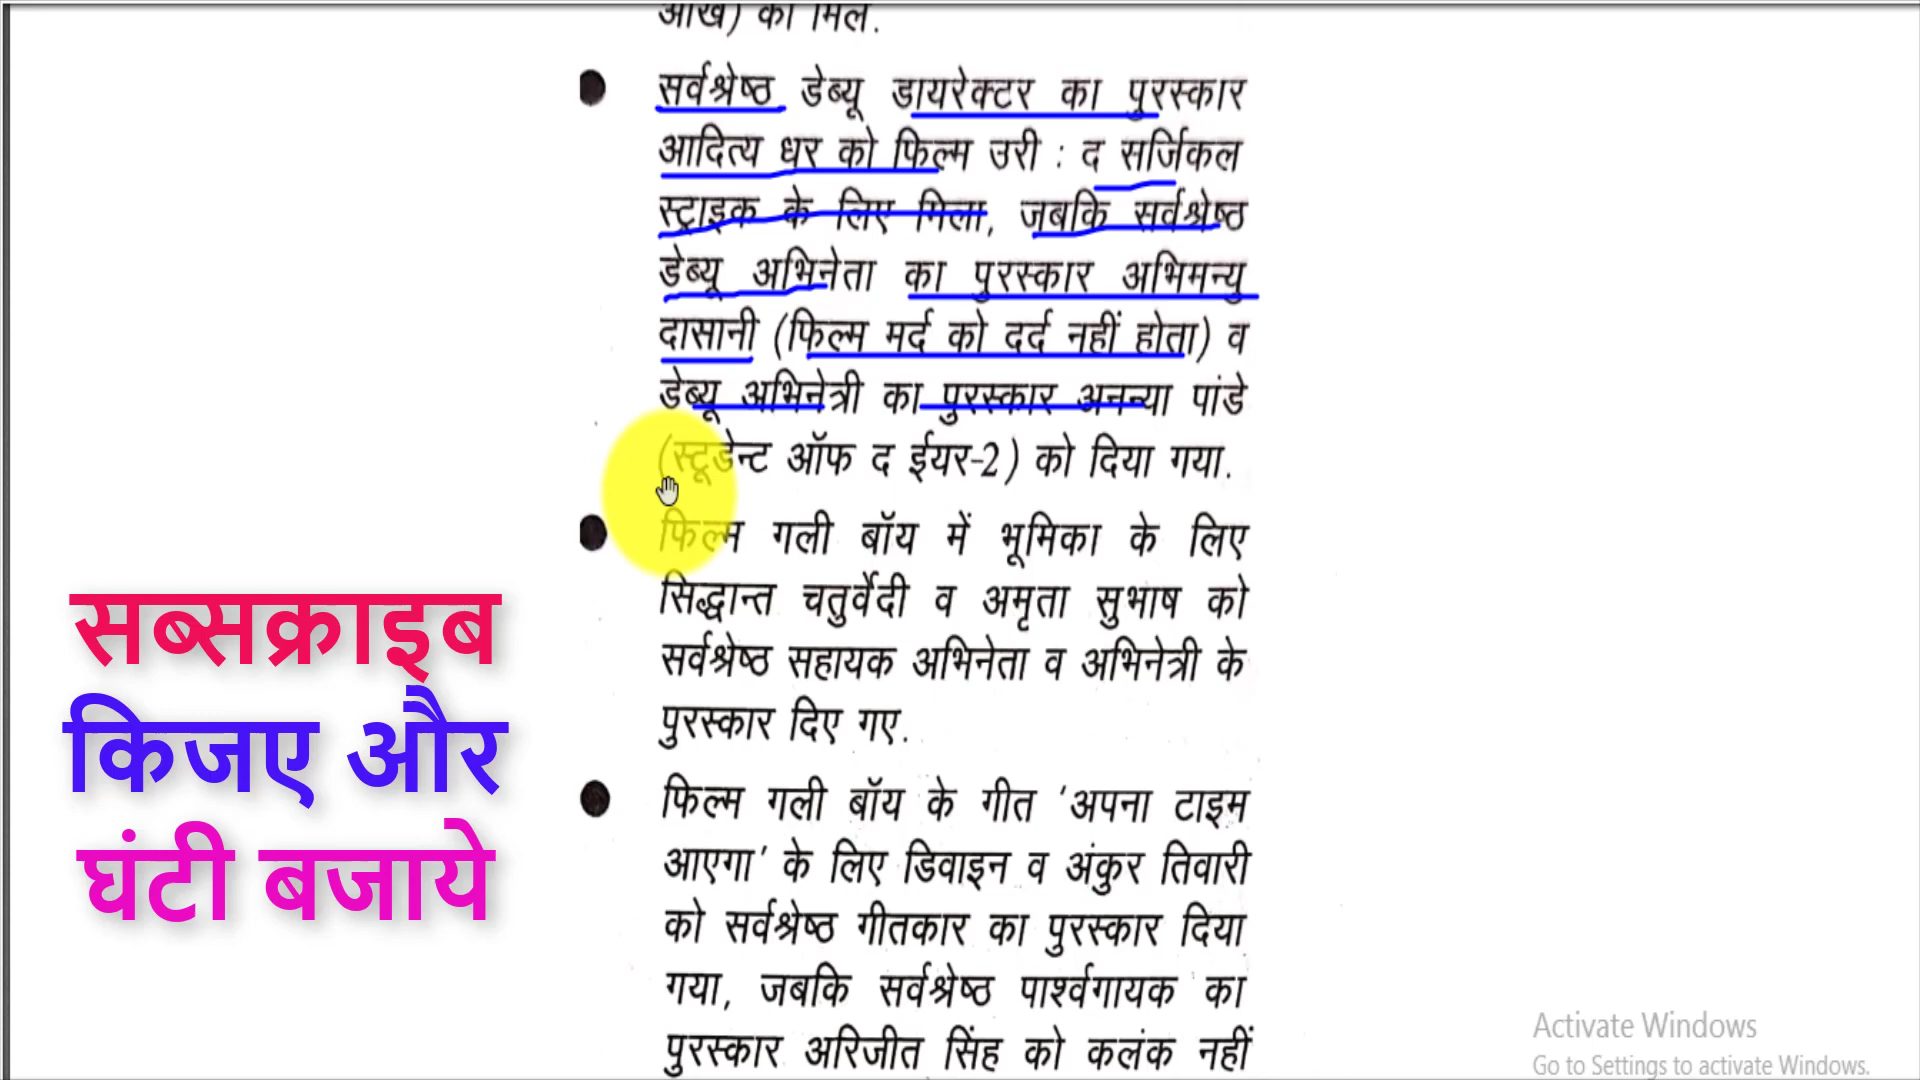 आँख) को मिले.
सर्वश्रेष्ठ डेब्यू डायरेक्टर का पुरस्कार
आदित्य धर को फिल्म उरी : द सर्जिकल
स्ट्राइक के लिए मिला, जबकि सर्वश्रेष्ठ
डेब्यू अभिनेता का पुरस्कार अभिमन्यु
दासानी (फिल्म मर्द को दर्द नहीं होता) व
डेब्यू अभिनेत्री का पुरस्कार अनन्या पांडे
(स्टूडेन्ट ऑफ द ईयर-2) को दिया गया.
फिल्म गली बॉय में भूमिका के लिए
सिद्धान्त चतुर्वेदी व अमृता सुभाष को
सर्वश्रेष्ठ सहायक अभिनेता व अभिनेत्री के
पुरस्कार दिए गए.
फिल्म गली बॉय के गीत 'अपना टाइम
आएगा' के लिए डिवाइन व अंकुर तिवारी
को सर्वश्रेष्ठ गीतकार का पुरस्कार दिया
गया, जबकि सर्वश्रेष्ठ पार्श्वगायक का
पुरस्कार अरिजीत सिंह को कलंक नहीं
सब्सक्राइब
किजए और
घंटी बजाये
Activate Windows
Go to Settings to activate Windows.